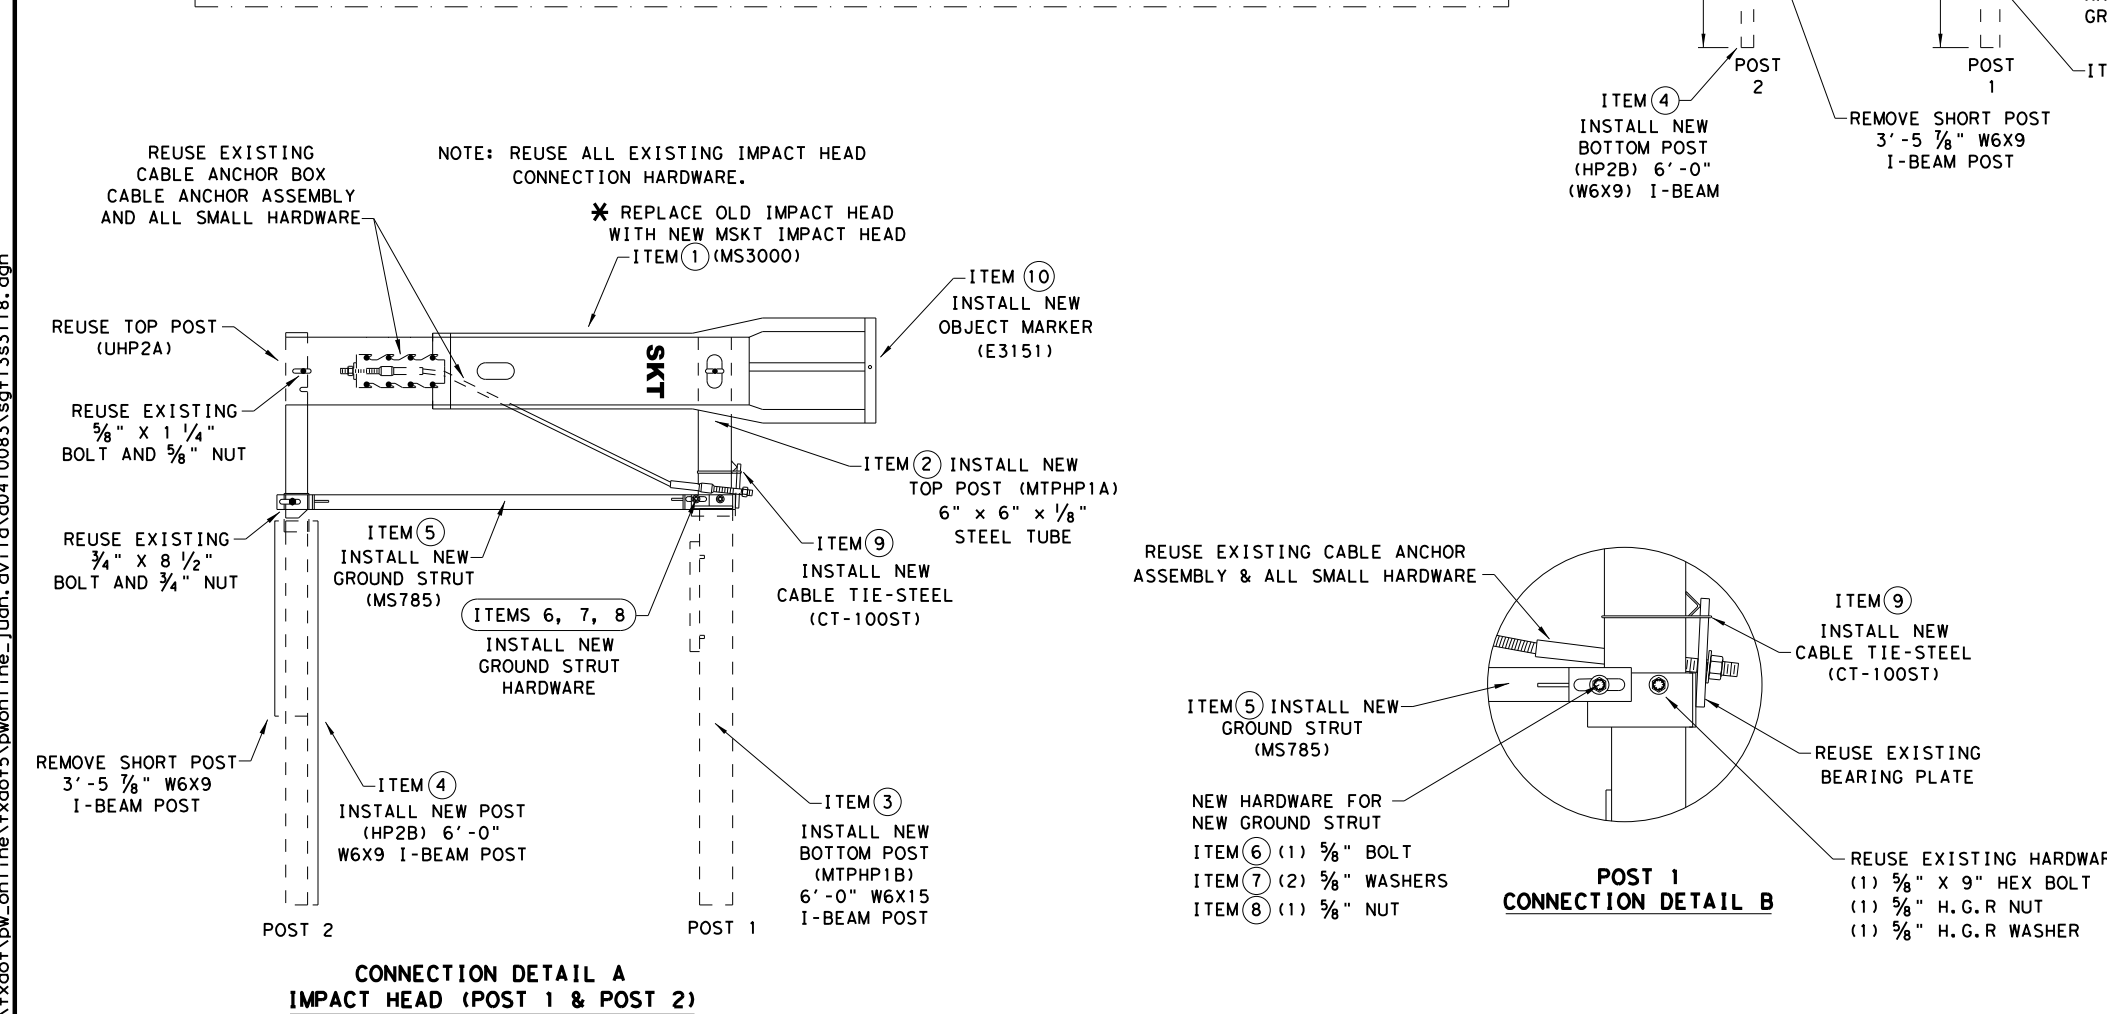 GR
POST
2
POST
1
IT
ITEM 4
INSTALL NEW
BOTTOM POST
(HP2B) 6'-0"
(W6X9) I-BEAM
REMOVE SHORT POST
3'-5 7/8" W6X9
I-BEAM POST
REUSE EXISTING
CABLE ANCHOR BOX
CABLE ANCHOR ASSEMBLY
AND ALL SMALL HARDWARE
NOTE: REUSE ALL EXISTING IMPACT HEAD
CONNECTION HARDWARE.
* REPLACE OLD IMPACT HEAD
WITH NEW MSKT IMPACT HEAD
ITEM 1 (MS3000)
ITEM 10
INSTALL NEW
OBJECT MARKER
(E3151)
REUSE TOP POST
(UHP2A)
SKT
REUSE EXISTING
5/8" X 1 1/4"
BOLT AND 5/8" NUT
ITEM 2 INSTALL NEW
TOP POST (MTPHP1A)
6" x 6" x 1/8"
STEEL TUBE
REUSE EXISTING
3/4" X 8 1/2"
BOLT AND 3/4" NUT
ITEM 5
INSTALL NEW
GROUND STRUT
(MS785)
ITEM 9
INSTALL NEW
CABLE TIE-STEEL
(CT-100ST)
ITEMS 6, 7, 8
INSTALL NEW
GROUND STRUT
HARDWARE
REMOVE SHORT POST
3'-5 7/8" W6X9
I-BEAM POST
ITEM 4
INSTALL NEW POST
(HP2B) 6'-0"
W6X9 I-BEAM POST
ITEM 3
INSTALL NEW
BOTTOM POST
(MTPHP1B)
6'-0" W6X15
I-BEAM POST
POST 2
POST 1
CONNECTION DETAIL A
IMPACT HEAD (POST 1 & POST 2)
REUSE EXISTING CABLE ANCHOR
ASSEMBLY & ALL SMALL HARDWARE
ITEM 9
INSTALL NEW
CABLE TIE-STEEL
(CT-100ST)
ITEM 5 INSTALL NEW
GROUND STRUT
(MS785)
REUSE EXISTING
BEARING PLATE
NEW HARDWARE FOR
NEW GROUND STRUT
ITEM 6 (1) 5/8" BOLT
ITEM 7 (2) 5/8" WASHERS
ITEM 8 (1) 5/8" NUT
POST 1
CONNECTION DETAIL B
REUSE EXISTING HARDWAR
(1) 5/8" X 9" HEX BOLT
(1) 5/8" H.G.R NUT
(1) 5/8" H.G.R WASHER